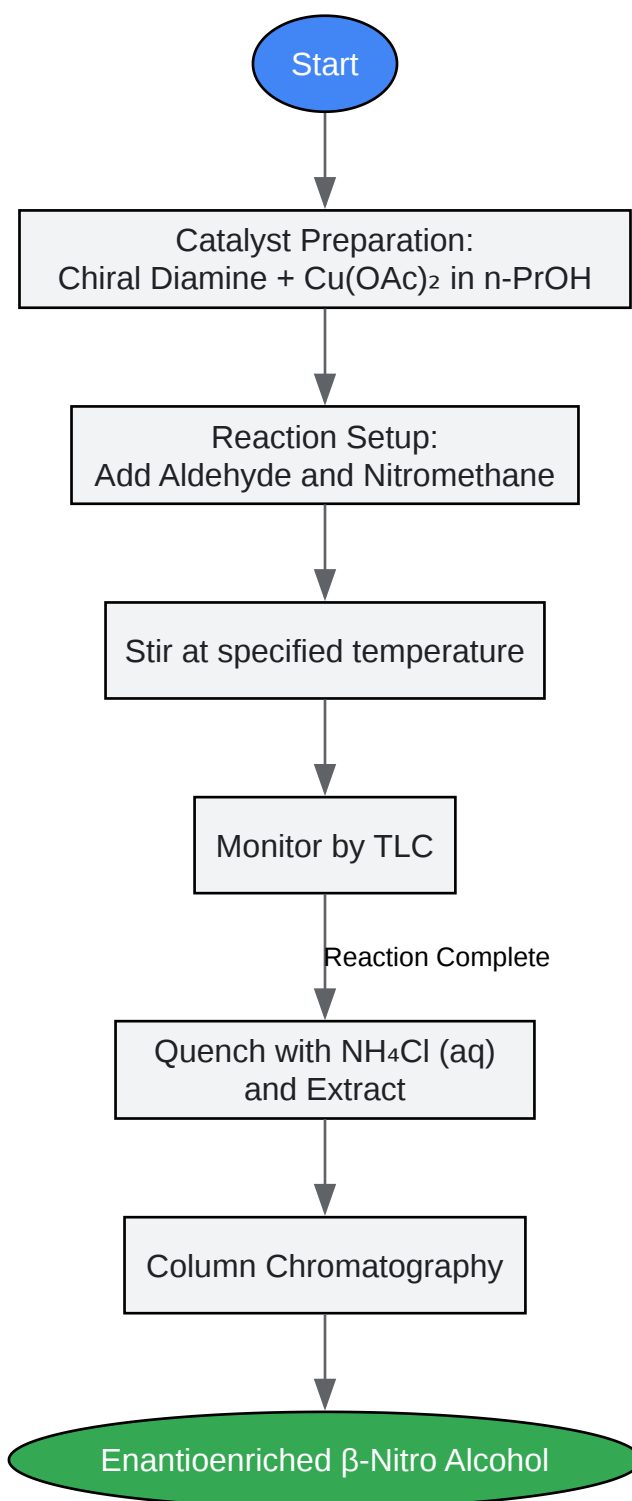 Start
Catalyst Preparation:
Chiral Diamine + Cu(OAc)₂ in n-PrOH
Reaction Setup:
Add Aldehyde and Nitromethane
Stir at specified temperature
Monitor by TLC
Reaction Complete
Quench with NH₄Cl (aq)
and Extract
Column Chromatography
Enantioenriched β-Nitro Alcohol